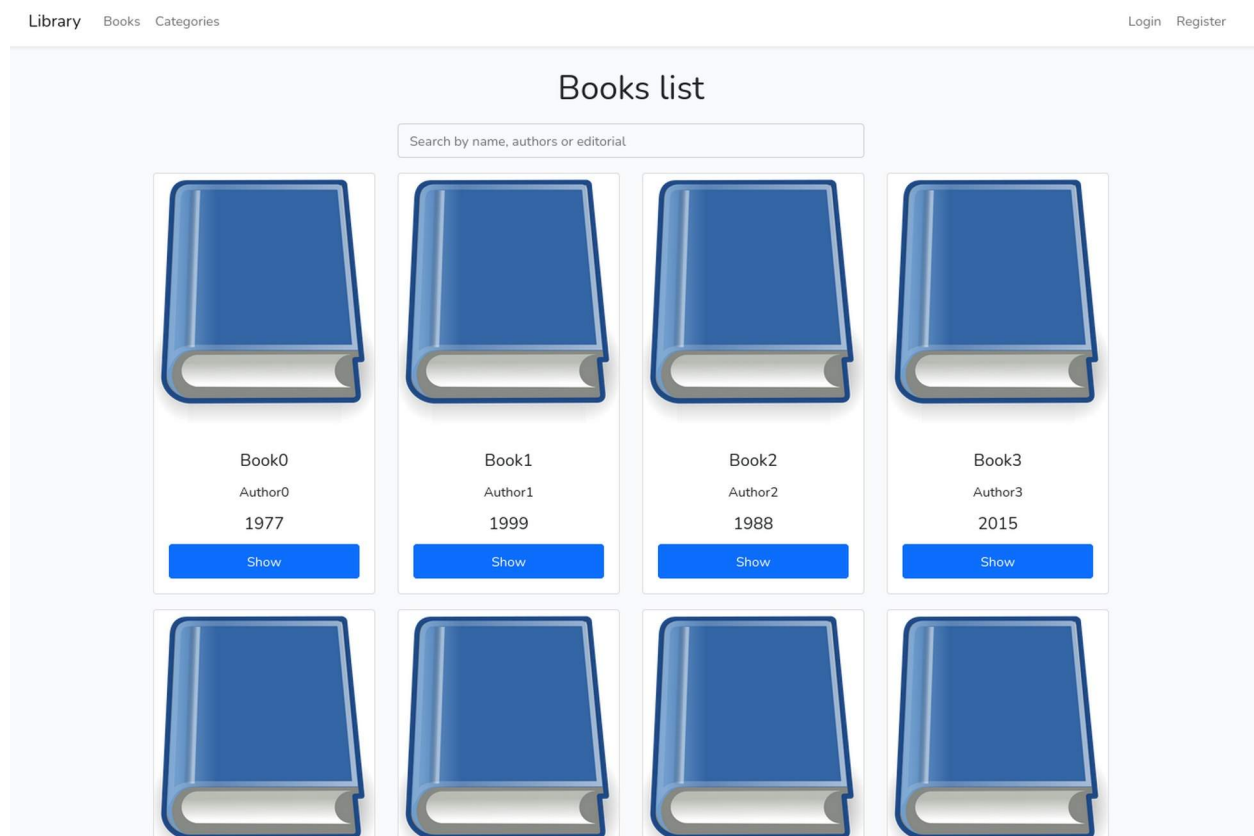 Library Books Categories Login Register
Books list
Search by name, authors or editorial
Book0 Book1 Book2 Book3
Author0 Author1 Author2 Author3
1977 1999 1988 2015
Show Show Show Show